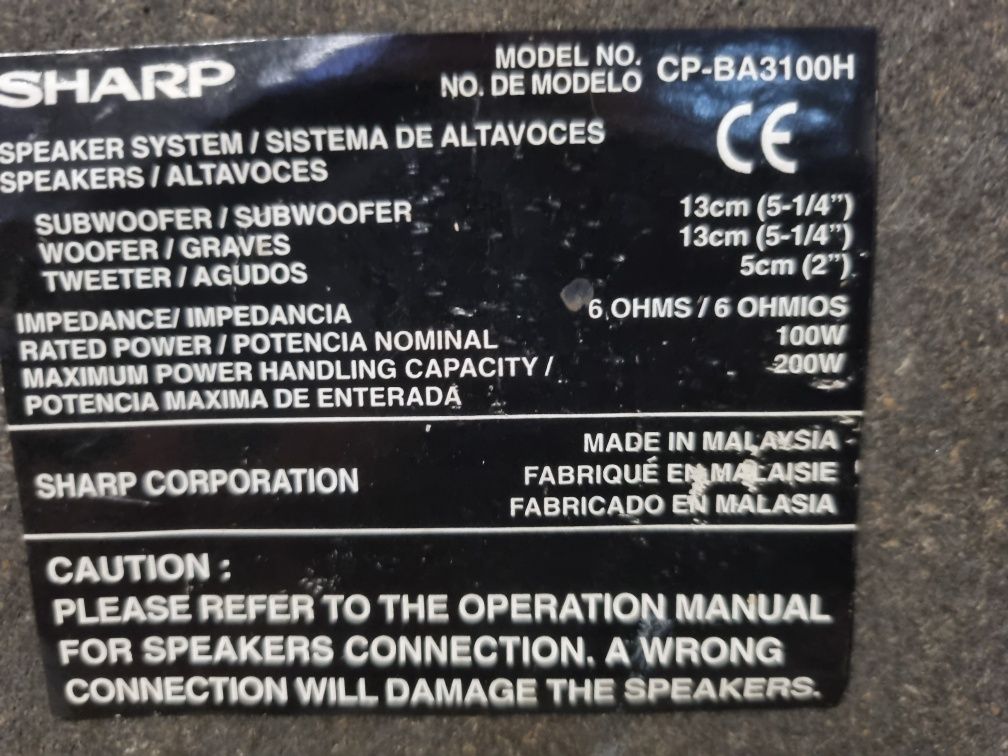 SHARP
MODEL NO.
NO. DE MODELO
CP-BA3100H
CE
SPEAKER SYSTEM / SISTEMA DE ALTAVOCES
SPEAKERS / ALTAVOCES
SUBWOOFER / SUBWOOFER 13cm (5-1/4")
WOOFER / GRAVES 13cm (5-1/4")
TWEETER / AGUDOS 5cm (2")
IMPEDANCE/ IMPEDANCIA 6 OHMS / 6 OHMIOS
RATED POWER / POTENCIA NOMINAL 100W
MAXIMUM POWER HANDLING CAPACITY / 200W
POTENCIA MAXIMA DE ENTERADA
SHARP CORPORATION
MADE IN MALAYSIA
FABRIQUÉ EN MALAISIE
FABRICADO EN MALASIA
CAUTION :
PLEASE REFER TO THE OPERATION MANUAL
FOR SPEAKERS CONNECTION. A WRONG
CONNECTION WILL DAMAGE THE SPEAKERS.